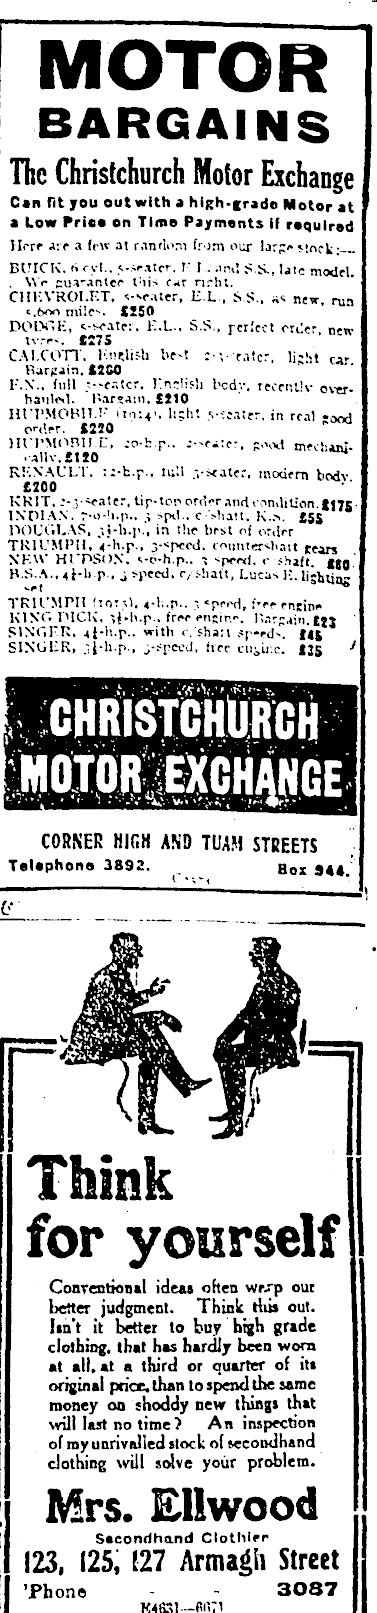 MOTOR
BARGAINS
The Christchurch Motor Exchange
Can fit you out with a high-grade Motor at
a Low Price on Time Payments if required
Here are a few at random from our large stock:—
BUICK, 6 cyl., 5-seater, E.L. and S.S., late model.
We guarantee this car right.
CHEVROLET, 5-seater, E.L., S.S., as new, run
5,600 miles. £250
DODGE, 5-seater, E.L., S.S., perfect order, new
tyres. £275
CALCOTT, English best 2-3-seater, light car.
Bargain, £260
F.N., full 5-seater, English body, recently over-
hauled. Bargain, £210
HUPMOBILE (1914), light 5-seater, in real good
order. £220
HUPMOBILE, 20-h.p., 2-seater, good mechani-
cally, £120
RENAULT, 12-h.p., full 5-seater, modern body.
£200
KRIT, 2-3-seater, tip-top order and condition. £175
INDIAN, 7-9-h.p., 3 spd., c/shaft, K.S. £55
DOUGLAS, 3½-h.p., in the best of order
TRIUMPH, 4-h.p., 3-speed, countershaft gears
NEW HUDSON, 5-6-h.p., 3 speed, c shaft. £80
B.S.A., 4½-h.p., 3 speed, c/shaft, Lucas E. lighting
set
TRIUMPH (1913), 4-h.p., 3 speed, free engine
KING DICK, 3½-h.p., free engine. Bargain, £23
SINGER, 4½-h.p., with c/shaft speeds. £45
SINGER, 3½-h.p., 3-speed, free engine. £35
CHRISTCHURCH
MOTOR EXCHANGE
CORNER HIGH AND TUAM STREETS
Telephone 3892. Box 944.
Think
for yourself
Conventional ideas often warp our
better judgment. Think this out.
Isn't it better to buy high grade
clothing, that has hardly been worn
at all, at a third or quarter of its
original price, than to spend the same
money on shoddy new things that
will last no time? An inspection
of my unrivalled stock of secondhand
clothing will solve your problem.
Mrs. Ellwood
Secondhand Clothier
123, 125, 127 Armagh Street
'Phone - - 3087
E4631—6671